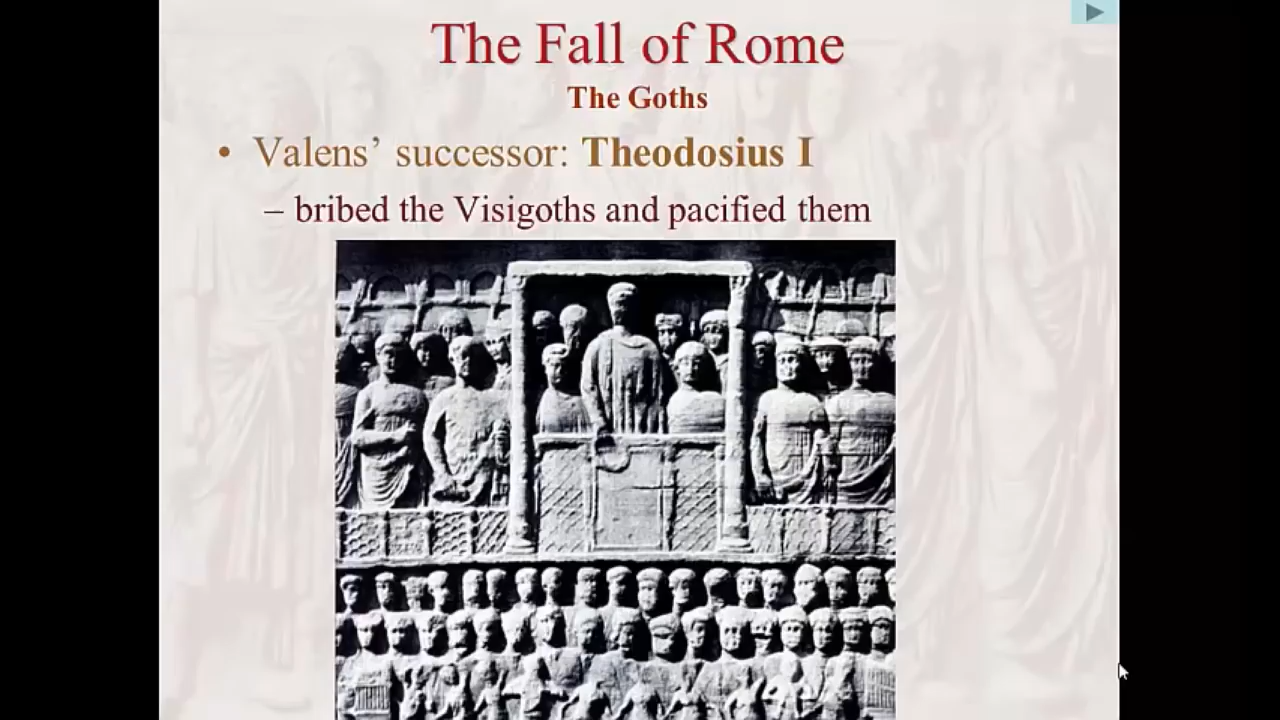 The Fall of Rome
The Goths
• Valens’ successor: Theodosius I
– bribed the Visigoths and pacified them